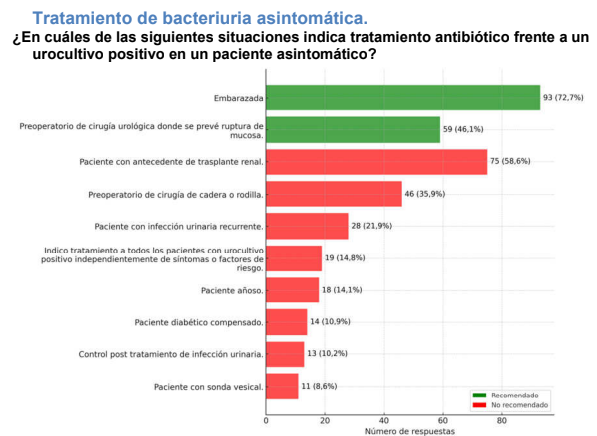 Tratamiento de bacteriuria asintomática.
¿En cuáles de las siguientes situaciones indica tratamiento antibiótico frente a un
urocultivo positivo en un paciente asintomático?
Embarazada
93 (72,7%)
Preoperatorio de cirugía urológica donde se prevé ruptura de
mucosa.
59 (46,1%)
Paciente con antecedente de trasplante renal.
75 (58,6%)
Preoperatorio de cirugía de cadera o rodilla.
46 (35,9%)
Paciente con infección urinaria recurrente.
28 (21,9%)
Indico tratamiento a todos los pacientes con urocultivo
positivo independientemente de síntomas o factores de
riesgo.
19 (14,8%)
Paciente añoso.
18 (14,1%)
Paciente diabético compensado.
14 (10,9%)
Control post tratamiento de infección urinaria.
13 (10,2%)
Paciente con sonda vesical.
11 (8,6%)
Recomendado
No recomendado
0 20 40 60 80
Número de respuestas